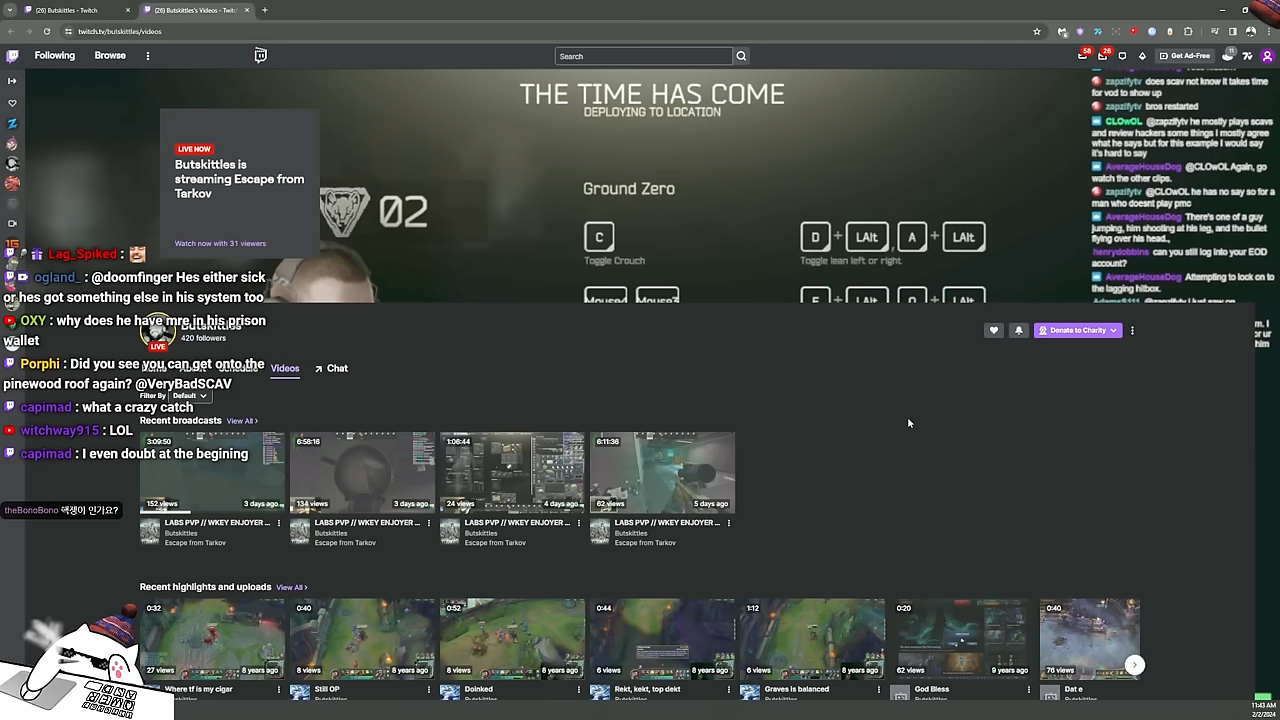 (26) Butskittles - Twitch
(26) Butskittles's Videos - Twitc
twitch.tv/butskittles/videos
Following
Browse
Search
58
26
Get Ad-Free
11
THE TIME HAS COME
DEPLOYING TO LOCATION
LIVE NOW
Butskittles is
streaming Escape from
Tarkov
Watch now with 31 viewers
02
Ground Zero
C
Toggle Crouch
D + LAlt , A + LAlt
Toggle lean left or right
zapzifytv does scav not know it takes time
for vod to show up
zapzifytv bros restarted
CLOwOL @zapzifytv he mostly plays scavs
and review hackers some things I mostly agree
what he says but for this example I would say
it's hard to say
AverageHouseDog @CLOwOL Again, go
watch the other clips.
zapzifytv @CLOwOL he has no say so for a
man who doesnt play pmc
AverageHouseDog There's one of a guy
jumping, him shooting at his leg, and the bullet
flying over his head.,
henrydobbins can you still log into your EOD
account?
AverageHouseDog Attempting to lock on to
the lagging hitbox.
Lag_Spiked :
ogland_ : @doomfinger Hes either sick
or hes got something else in his system too
OXY : why does he have mre in his prison
wallet
Porphi : Did you see you can get onto the
pinewood roof again? @VeryBadSCAV
capimad : what a crazy catch
witchway915 : LOL
capimad : I even doubt at the begining
theBonoBono 핵쟁이 인가요?
420 followers
LIVE
Donate to Charity
Videos
Chat
Filter By
Default
Recent broadcasts
View All
3:09:50
152 views
3 days ago
LABS PVP // WKEY ENJOYER ...
Butskittles
Escape from Tarkov
6:58:16
134 views
3 days ago
LABS PVP // WKEY ENJOYER ...
Butskittles
Escape from Tarkov
1:06:44
24 views
4 days ago
LABS PVP // WKEY ENJOYER ...
Butskittles
Escape from Tarkov
6:11:36
62 views
5 days ago
LABS PVP // WKEY ENJOYER ...
Butskittles
Escape from Tarkov
Recent highlights and uploads
View All
0:32
27 views
8 years ago
Where tf is my cigar
0:40
8 views
8 years ago
Still OP
0:52
8 views
8 years ago
Doinked
0:44
6 views
8 years ago
Rekt, kekt, top dekt
1:12
6 views
8 years ago
Graves is balanced
0:20
62 views
9 years ago
God Bless
0:40
76 views
Dat e
11:43 AM
2/2/2024